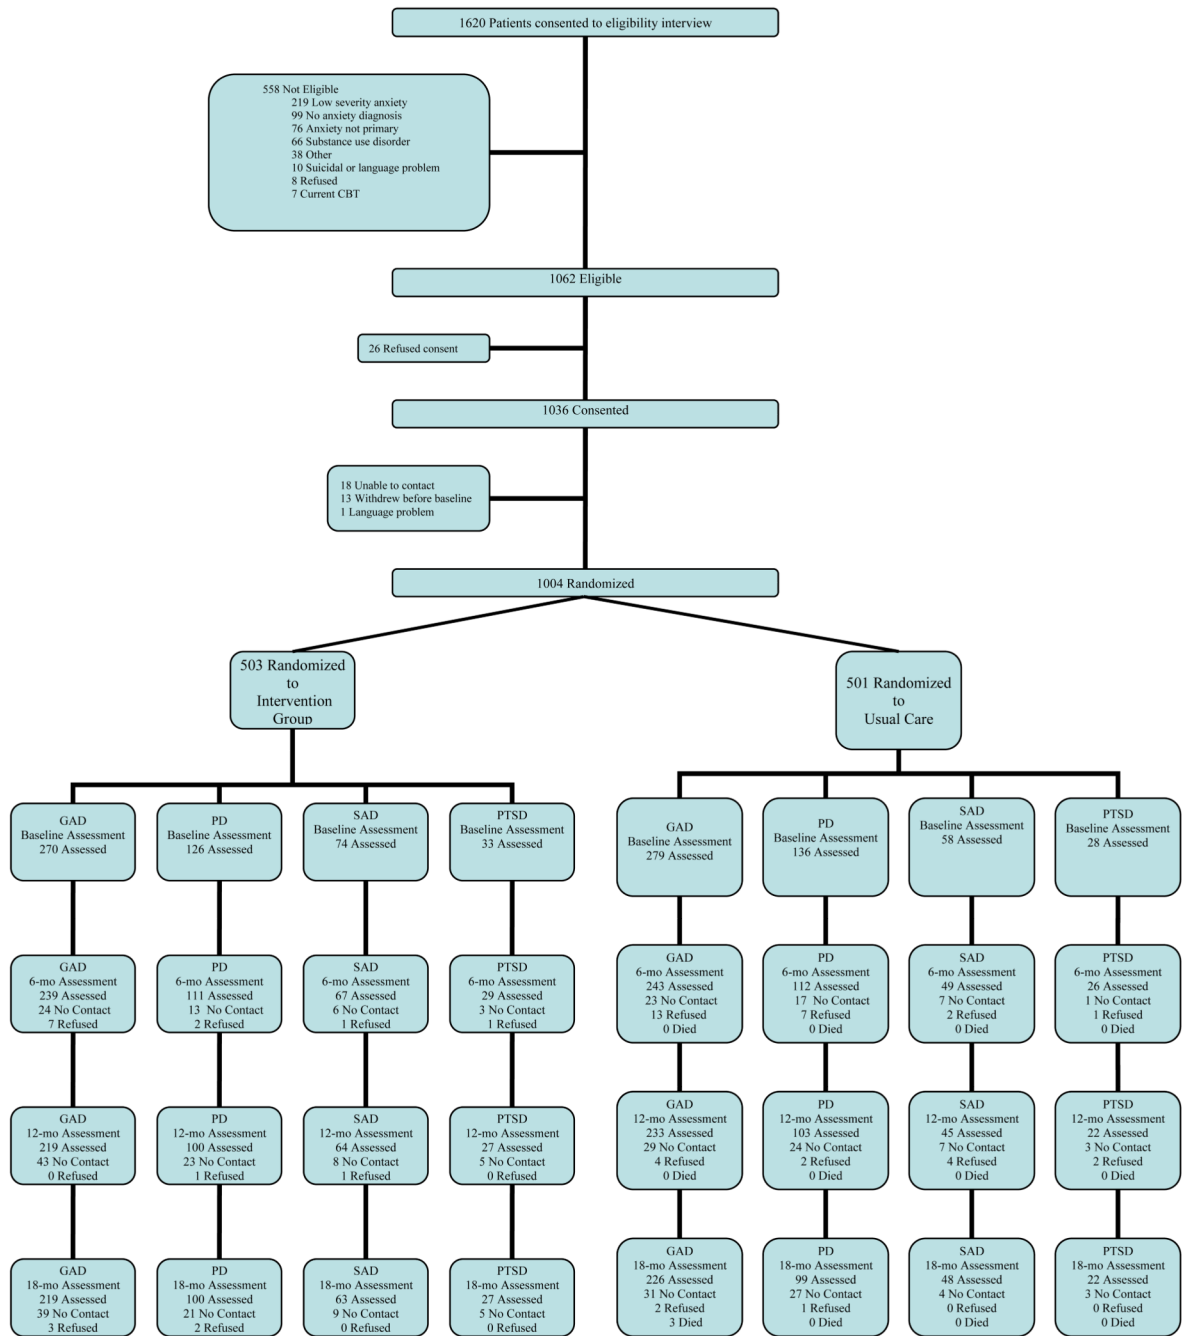 1620 Patients consented to eligibility interview
558 Not Eligible
219 Low severity anxiety
99 No anxiety diagnosis
76 Anxiety not primary
66 Substance use disorder
38 Other
10 Suicidal or language problem
8 Refused
7 Current CBT
1062 Eligible
26 Refused consent
1036 Consented
18 Unable to contact
13 Withdrew before baseline
1 Language problem
1004 Randomized
503 Randomized
to
Intervention
Group
501 Randomized
to
Usual Care
GAD
Baseline Assessment
270 Assessed
PD
Baseline Assessment
126 Assessed
SAD
Baseline Assessment
74 Assessed
PTSD
Baseline Assessment
33 Assessed
GAD
Baseline Assessment
279 Assessed
PD
Baseline Assessment
136 Assessed
SAD
Baseline Assessment
58 Assessed
PTSD
Baseline Assessment
28 Assessed
GAD
6-mo Assessment
239 Assessed
24 No Contact
7 Refused
PD
6-mo Assessment
111 Assessed
13 No Contact
2 Refused
SAD
6-mo Assessment
67 Assessed
6 No Contact
1 Refused
PTSD
6-mo Assessment
29 Assessed
3 No Contact
1 Refused
GAD
6-mo Assessment
243 Assessed
23 No Contact
13 Refused
0 Died
PD
6-mo Assessment
112 Assessed
17 No Contact
7 Refused
0 Died
SAD
6-mo Assessment
49 Assessed
7 No Contact
2 Refused
0 Died
PTSD
6-mo Assessment
26 Assessed
1 No Contact
1 Refused
0 Died
GAD
12-mo Assessment
219 Assessed
43 No Contact
0 Refused
PD
12-mo Assessment
100 Assessed
23 No Contact
1 Refused
SAD
12-mo Assessment
64 Assessed
8 No Contact
1 Refused
PTSD
12-mo Assessment
27 Assessed
5 No Contact
0 Refused
GAD
12-mo Assessment
233 Assessed
29 No Contact
4 Refused
0 Died
PD
12-mo Assessment
103 Assessed
24 No Contact
2 Refused
0 Died
SAD
12-mo Assessment
45 Assessed
7 No Contact
4 Refused
0 Died
PTSD
12-mo Assessment
22 Assessed
3 No Contact
2 Refused
0 Died
GAD
18-mo Assessment
219 Assessed
39 No Contact
3 Refused
PD
18-mo Assessment
100 Assessed
21 No Contact
2 Refused
SAD
18-mo Assessment
63 Assessed
9 No Contact
0 Refused
PTSD
18-mo Assessment
27 Assessed
5 No Contact
0 Refused
GAD
18-mo Assessment
226 Assessed
31 No Contact
2 Refused
3 Died
PD
18-mo Assessment
99 Assessed
27 No Contact
1 Refused
0 Died
SAD
18-mo Assessment
48 Assessed
4 No Contact
0 Refused
0 Died
PTSD
18-mo Assessment
22 Assessed
3 No Contact
0 Refused
0 Died